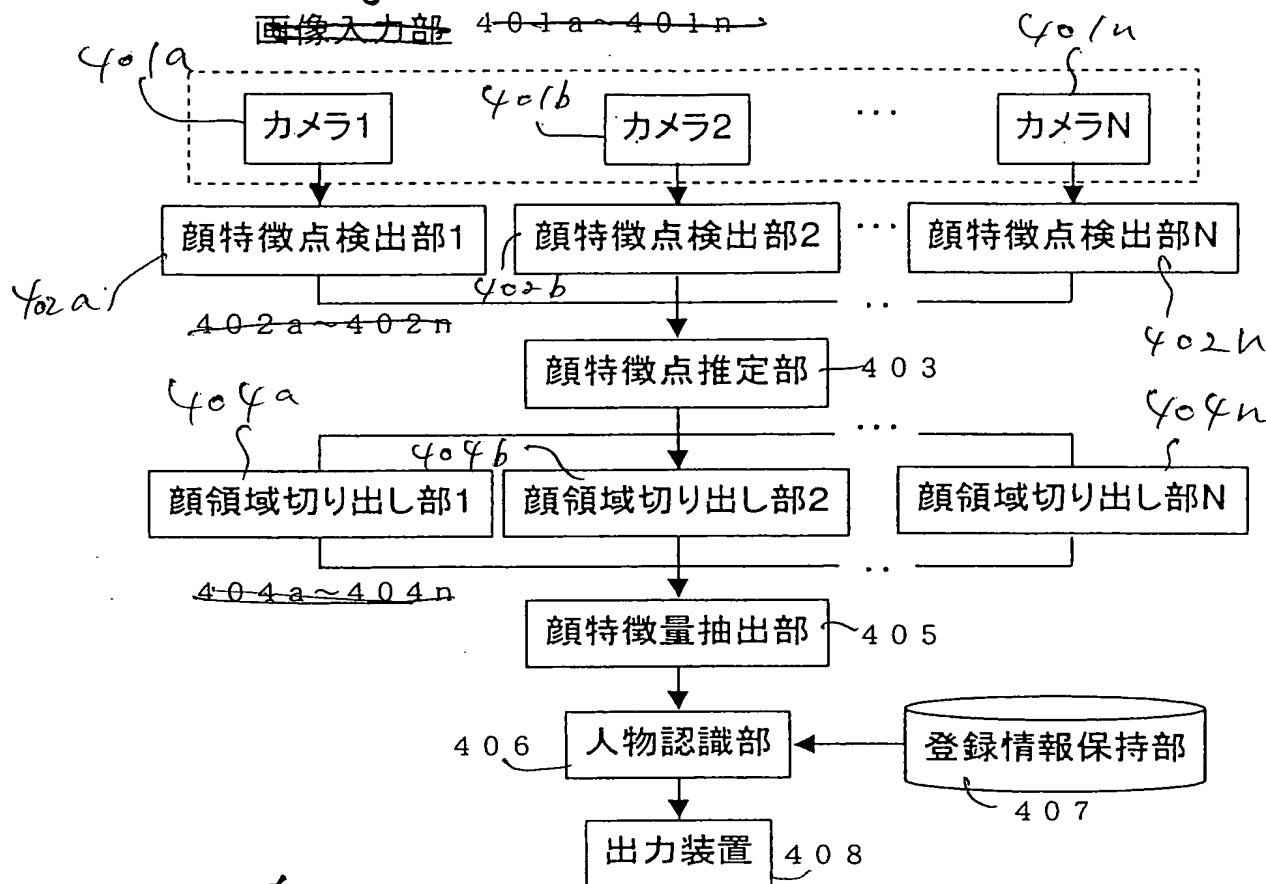 画像入力部 401a~401n
401a 401b 401n
カメラ1 カメラ2 ... カメラN
顔特徴点検出部1 顔特徴点検出部2 ... 顔特徴点検出部N
402a 402b 402n
402a~402n
顔特徴点推定部 403
404a 404b 404n
顔領域切り出し部1 顔領域切り出し部2 顔領域切り出し部N
404a~404n
顔特徴量抽出部 405
406 人物認識部 登録情報保持部
407
出力装置 408